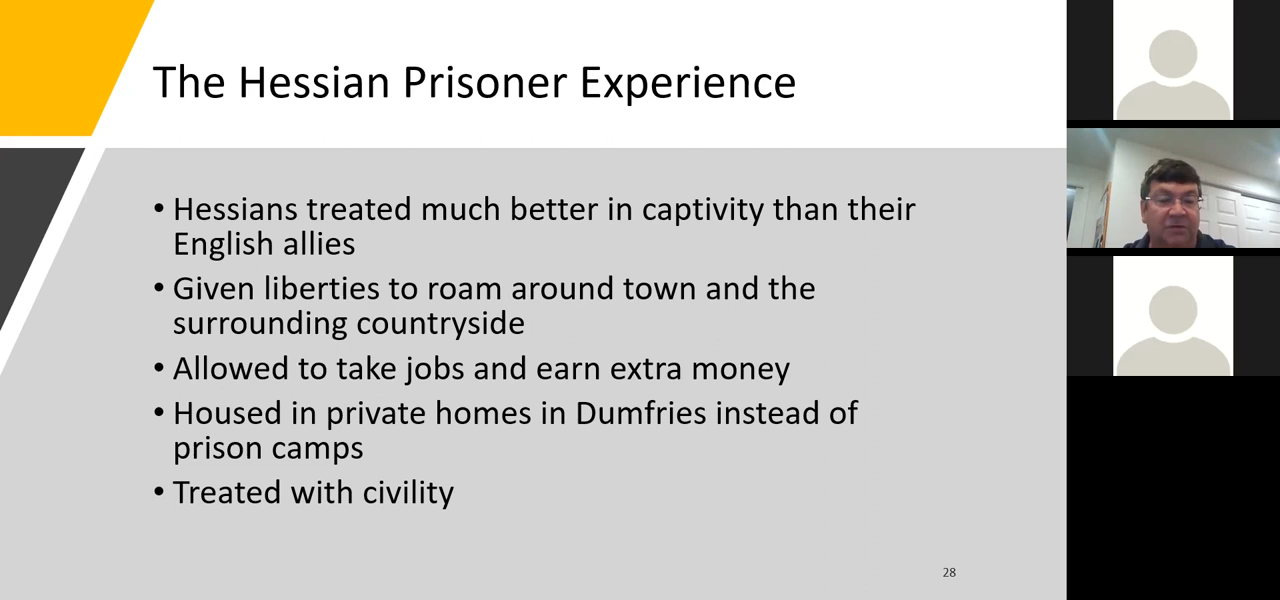 The Hessian Prisoner Experience
• Hessians treated much better in captivity than their
English allies
• Given liberties to roam around town and the
surrounding countryside
• Allowed to take jobs and earn extra money
• Housed in private homes in Dumfries instead of
prison camps
• Treated with civility
28